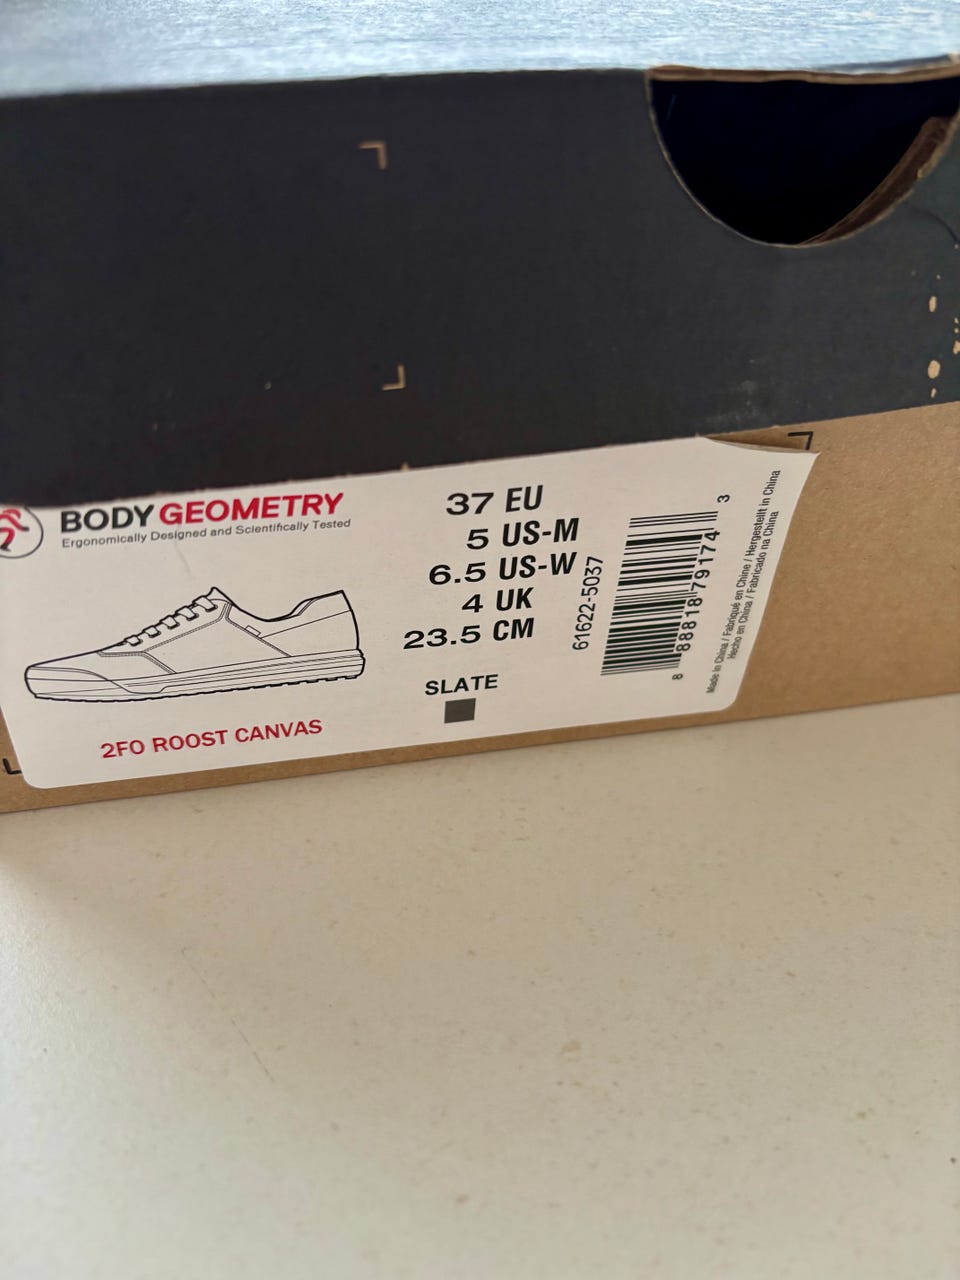 BODY GEOMETRY
Ergonomically Designed and Scientifically Tested
37 EU
5 US-M
6.5 US-W
4 UK
23.5 CM
SLATE
2FO ROOST CANVAS
61622-5037
8 88818 79174 3
Made in China / Fabriqué en Chine / Hergestellt in China
Hecho en China / Fabricado na China